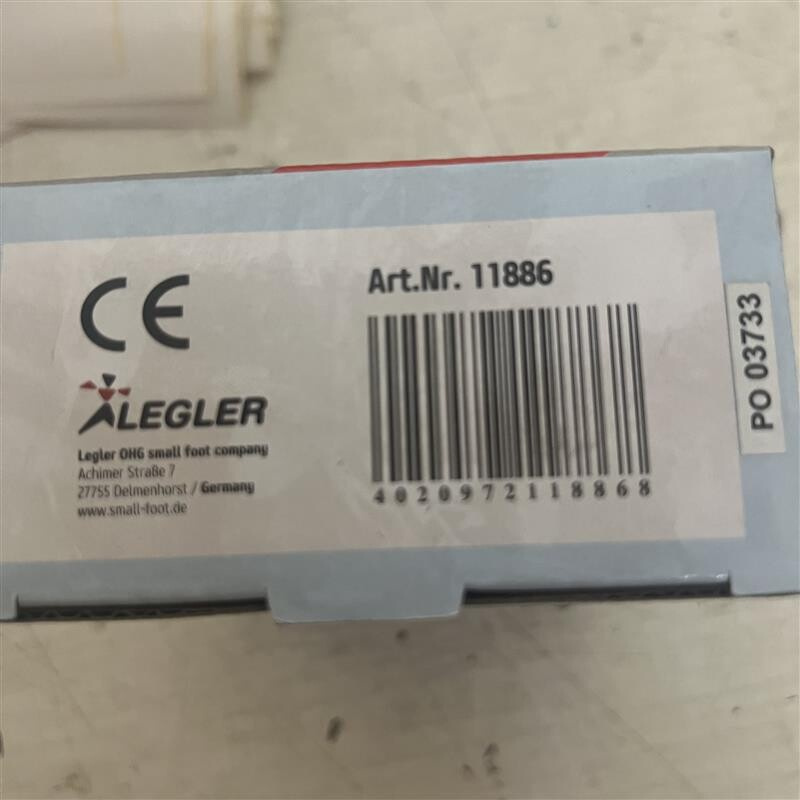 CE
LEGLER
Legler OHG small foot company
Achimer Straße 7
27755 Delmenhorst / Germany
www.small-foot.de
Art.Nr. 11886
4020972118868
PO 03733